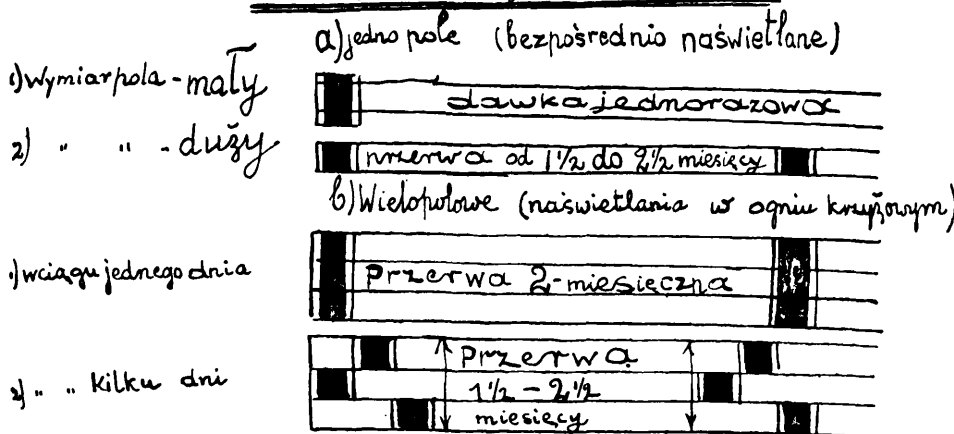 a) jedno pole (bezpośrednio naświetlane)
1) Wymiar pola - mały
dawka jednorazowa
2) " " - duży
przerwa od 1½ do 2½ miesięcy
b) Wielopolowe (naświetlania w ogniu krzyżowym)
1) wciągu jednego dnia
Przerwa 2-miesięczna
2) " " kilku dni
Przerwa
1½ - 2½
miesięcy